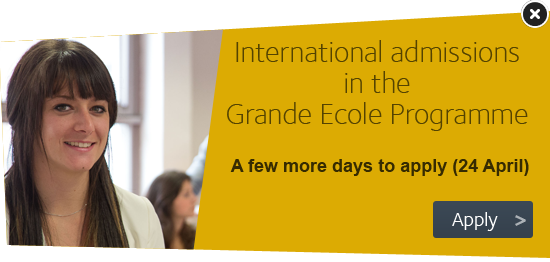 International admissions
in the
Grande Ecole Programme
A few more days to apply (24 April)
Apply >